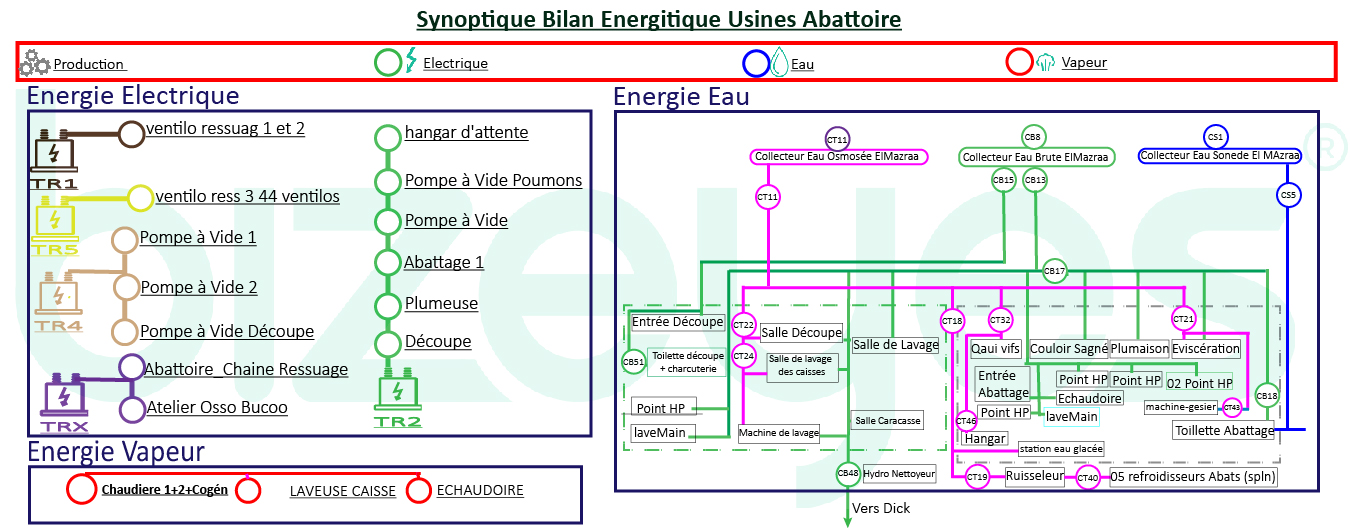 Synoptique Bilan Energitique Usines Abattoire
Production
Electrique
Eau
Vapeur
Energie Electrique
ventilo ressuag 1 et 2
TR1
ventilo ress 3 44 ventilos
TR5
Pompe à Vide 1
Pompe à Vide 2
TR4
Pompe à Vide Découpe
Abattoire_Chaine Ressuage
TRX
Atelier Osso Bucoo
hangar d'attente
Pompe à Vide Poumons
Pompe à Vide
Abattage 1
Plumeuse
Découpe
TR2
Energie Vapeur
Chaudiere 1+2+Cogén
LAVEUSE CAISSE
ECHAUDOIRE
Energie Eau
CT11
CB8
CS1
Collecteur Eau Osmosée ElMazraa
Collecteur Eau Brute ElMazraa
Collecteur Eau Sonede El MAzraa
CT11
CB15
CB13
CS5
CB17
Entrée Découpe
CT22
Salle Découpe
Salle de Lavage
CB51
Toilette découpe
+ charcuterie
CT24
Salle de lavage
des caisses
Point HP
laveMain
Machine de lavage
Salle Caracasse
CB48
Hydro Nettoyeur
Vers Dick
CT18
CT32
CT21
Qaui vifs
Couloir Sagné
Plumaison
Eviscération
Entrée
Abattage
Point HP
Point HP
02 Point HP
Echaudoire
Point HP
laveMain
machine-gesier
CT43
CB18
CT46
Hangar
Toillette Abattage
station eau glacée
CT19
Ruisseleur
CT40
05 refroidisseurs Abats (spln)
bizerjes
®